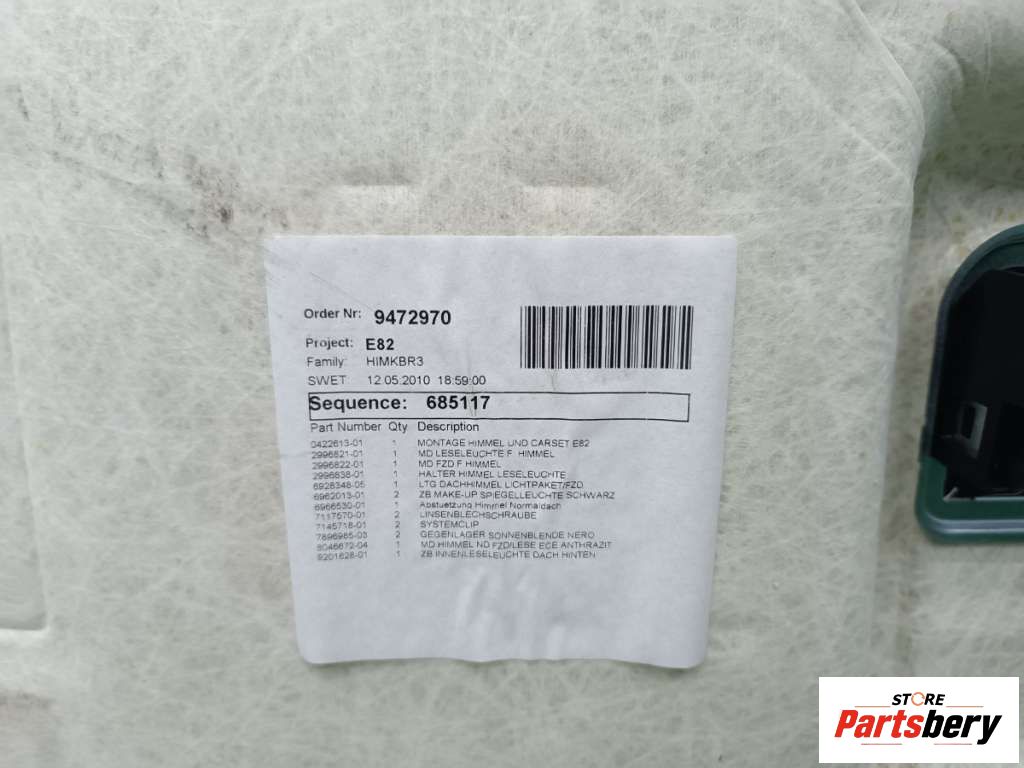 Order Nr: 9472970
Project: E82
Family: HIMKBR3
SWET 12.05.2010 18:59:00
Sequence: 685117
Part Number Qty Description
0422613-01 1 MONTAGE HIMMEL UND CARSET E82
2996821-01 1 MD LESELEUCHTE F. HIMMEL
2996822-01 1 MD FZD F HIMMEL
2996838-01 1 HALTER HIMMEL LESELEUCHTE
6928348-05 1 LTG DACHHIMMEL LICHTPAKET/FZD
6962013-01 2 ZB MAKE-UP SPIEGELLEUCHTE SCHWARZ
6966530-01 1 Abstuetzung Himmel Normaldach
7117570-01 2 LINSENBLECHSCHRAUBE
7145718-01 2 SYSTEMCLIP
7896965-03 2 GEGENLAGER SONNENBLENDE NERO
8046672-04 1 MD HIMMEL ND FZD/LESE ECE ANTHRAZIT
9201628-01 1 ZB INNENLESELEUCHTE DACH HINTEN
STORE
Partsbery